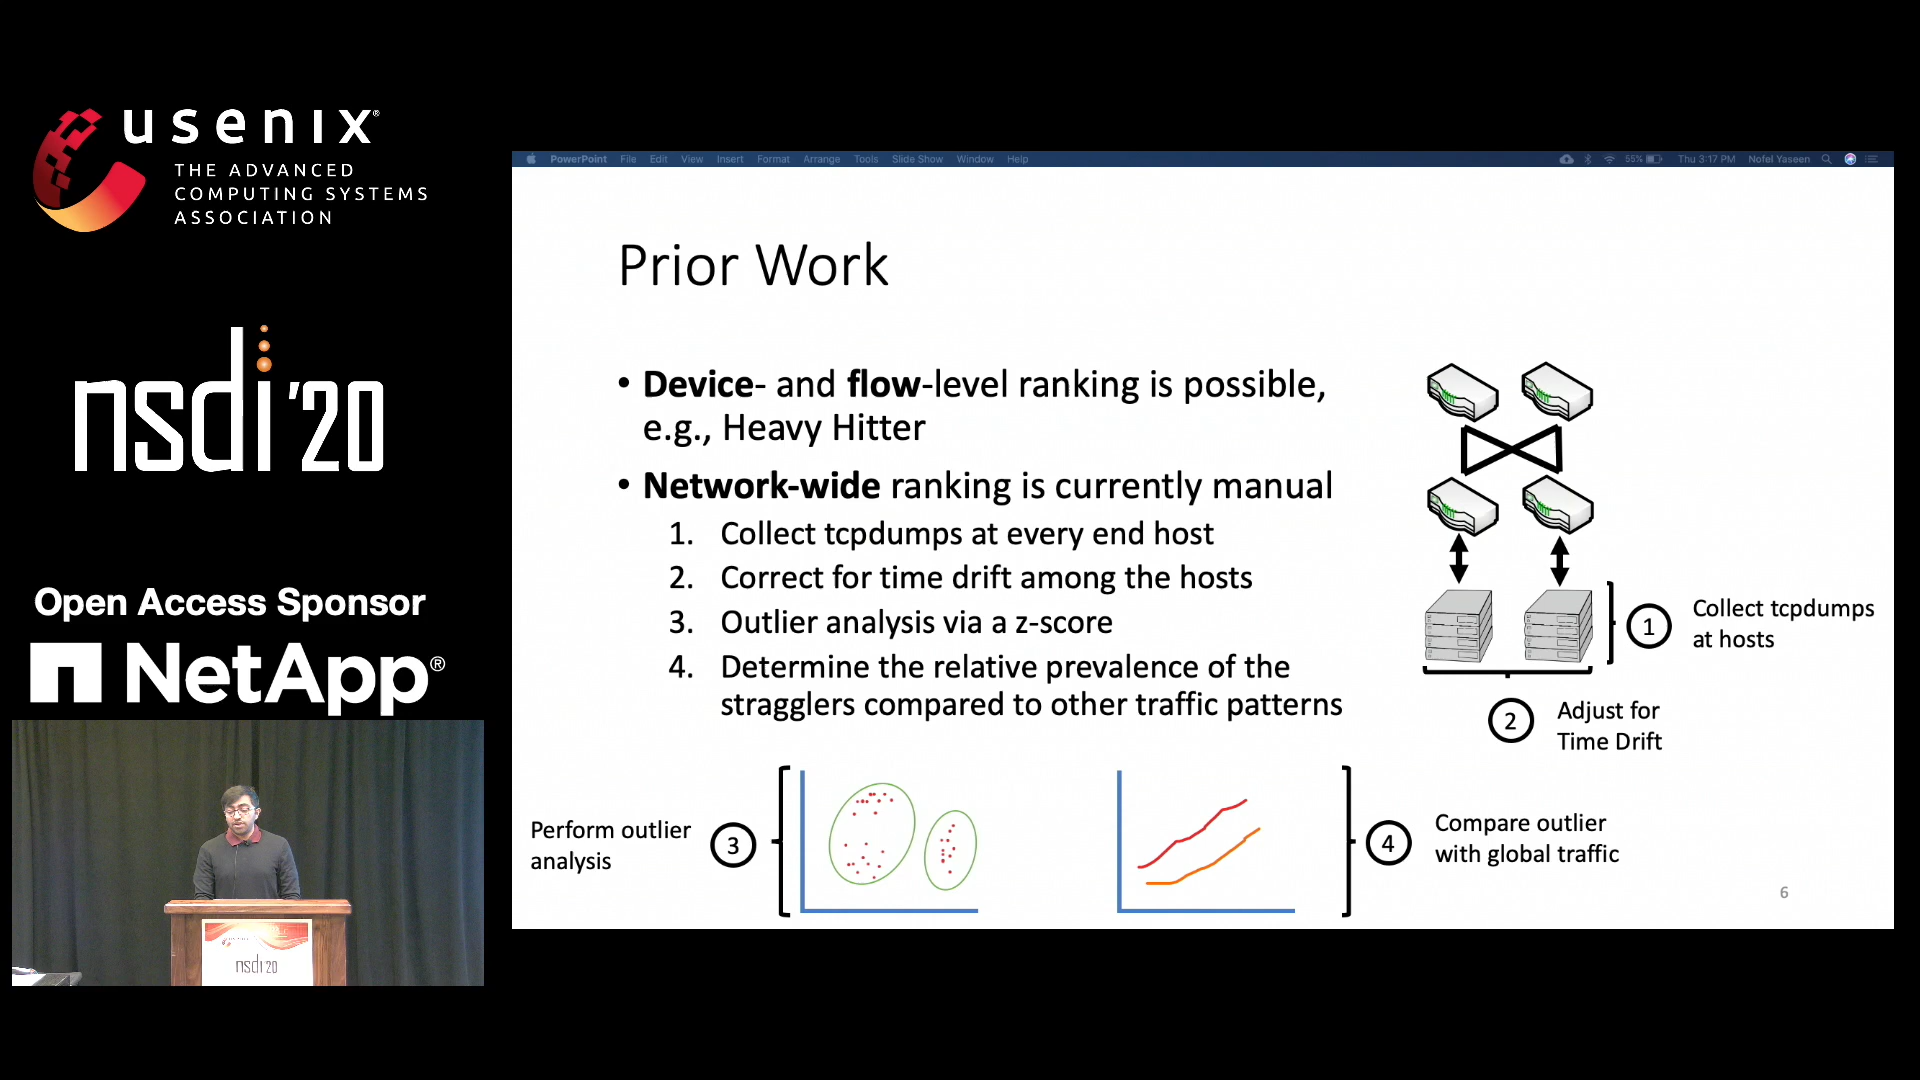 usenix®
THE ADVANCED
COMPUTING SYSTEMS
ASSOCIATION
nsdi '20
Open Access Sponsor
NetApp®
nsdi 20
PowerPoint File Edit View Insert Format Arrange Tools Slide Show Window Help
55% Thu 3:17 PM Nofel Yaseen
Prior Work
• Device- and flow-level ranking is possible,
e.g., Heavy Hitter
• Network-wide ranking is currently manual
1. Collect tcpdumps at every end host
2. Correct for time drift among the hosts
3. Outlier analysis via a z-score
4. Determine the relative prevalence of the
stragglers compared to other traffic patterns
1
Collect tcpdumps
at hosts
2
Adjust for
Time Drift
Perform outlier
analysis
3
4
Compare outlier
with global traffic
6